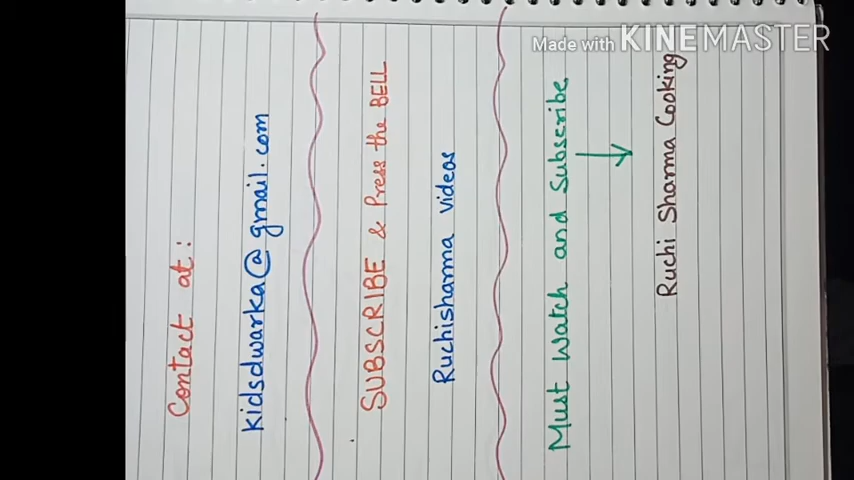 Made with KINEMASTER
Contact at:
kidsdwarka@gmail.com
SUBSCRIBE & Press the BELL
Ruchisharma videos
Must Watch and Subscribe
Ruchi Sharma Cooking